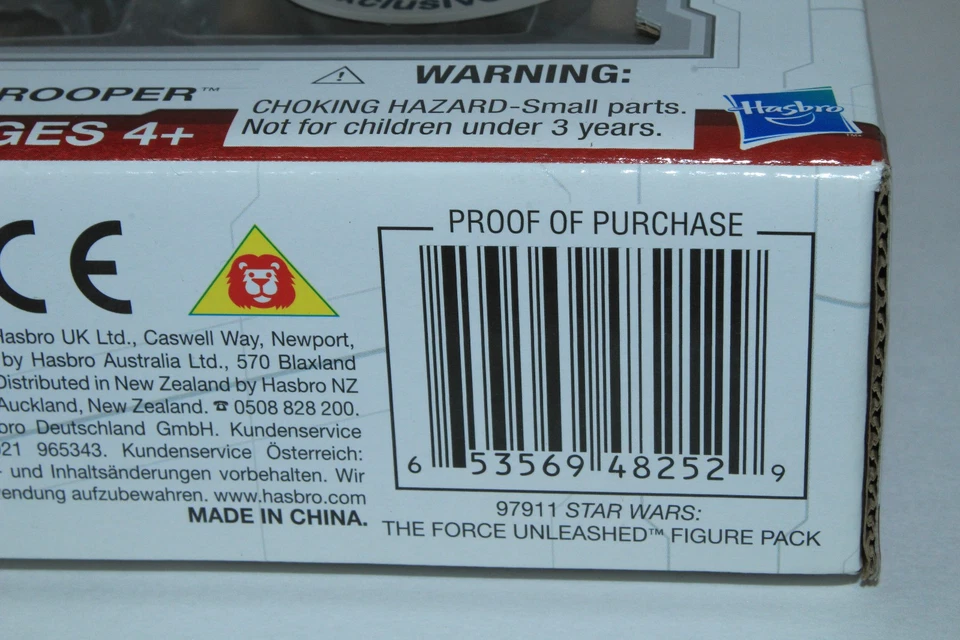 WARNING:
ROOPER™
CHOKING HAZARD-Small parts.
Not for children under 3 years.
GES 4+
Hasbro
CE
PROOF OF PURCHASE
Hasbro UK Ltd., Caswell Way, Newport,
by Hasbro Australia Ltd., 570 Blaxland
Distributed in New Zealand by Hasbro NZ
Auckland, New Zealand. ☎ 0508 828 200.
bro Deutschland GmbH. Kundenservice
021 965343. Kundenservice Österreich:
- und Inhaltsänderungen vorbehalten. Wir
endung aufzubewahren. www.hasbro.com
MADE IN CHINA.
6 53569 48252 9
97911 STAR WARS:
THE FORCE UNLEASHED™ FIGURE PACK